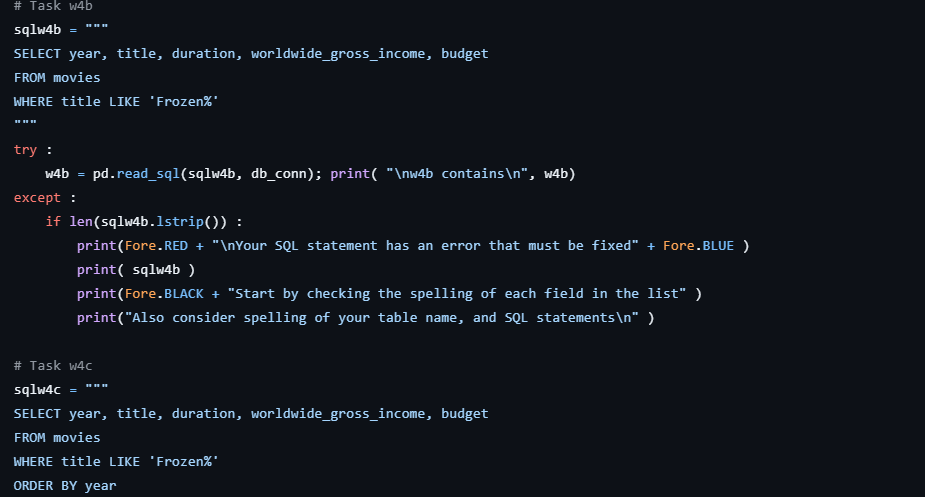 # Task w4b
sqlw4b = """
SELECT year, title, duration, worldwide_gross_income, budget
FROM movies
WHERE title LIKE 'Frozen%'
"""
try :
    w4b = pd.read_sql(sqlw4b, db_conn); print( "\nw4b contains\n", w4b)
except :
    if len(sqlw4b.lstrip()) :
        print(Fore.RED + "\nYour SQL statement has an error that must be fixed" + Fore.BLUE )
        print( sqlw4b )
        print(Fore.BLACK + "Start by checking the spelling of each field in the list" )
        print("Also consider spelling of your table name, and SQL statements\n" )

# Task w4c
sqlw4c = """
SELECT year, title, duration, worldwide_gross_income, budget
FROM movies
WHERE title LIKE 'Frozen%'
ORDER BY year